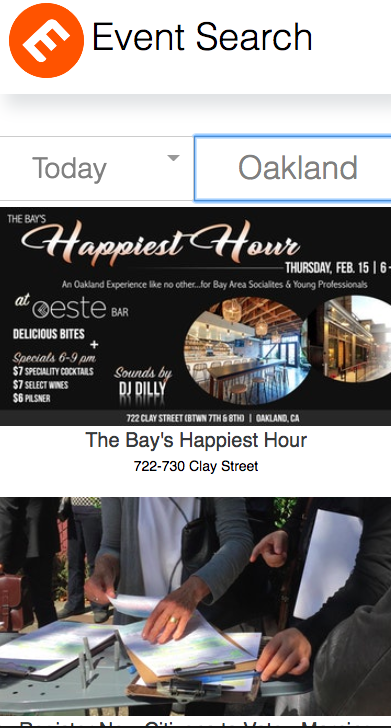 Event Search
Today
Oakland
THE BAY'S
Happiest Hour
THURSDAY, FEB. 15 | 6 -
An Oakland Experience like no other...for Bay Area Socialites & Young Professionals
at oeste BAR
DELICIOUS BITES
+
Specials 6-9 pm
$7 SPECIALITY COCKTAILS
$7 SELECT WINES
$6 PILSNER
Sounds by
DJ DILLY
722 CLAY STREET (BTWN 7TH & 8TH) | OAKLAND, CA
The Bay's Happiest Hour
722-730 Clay Street